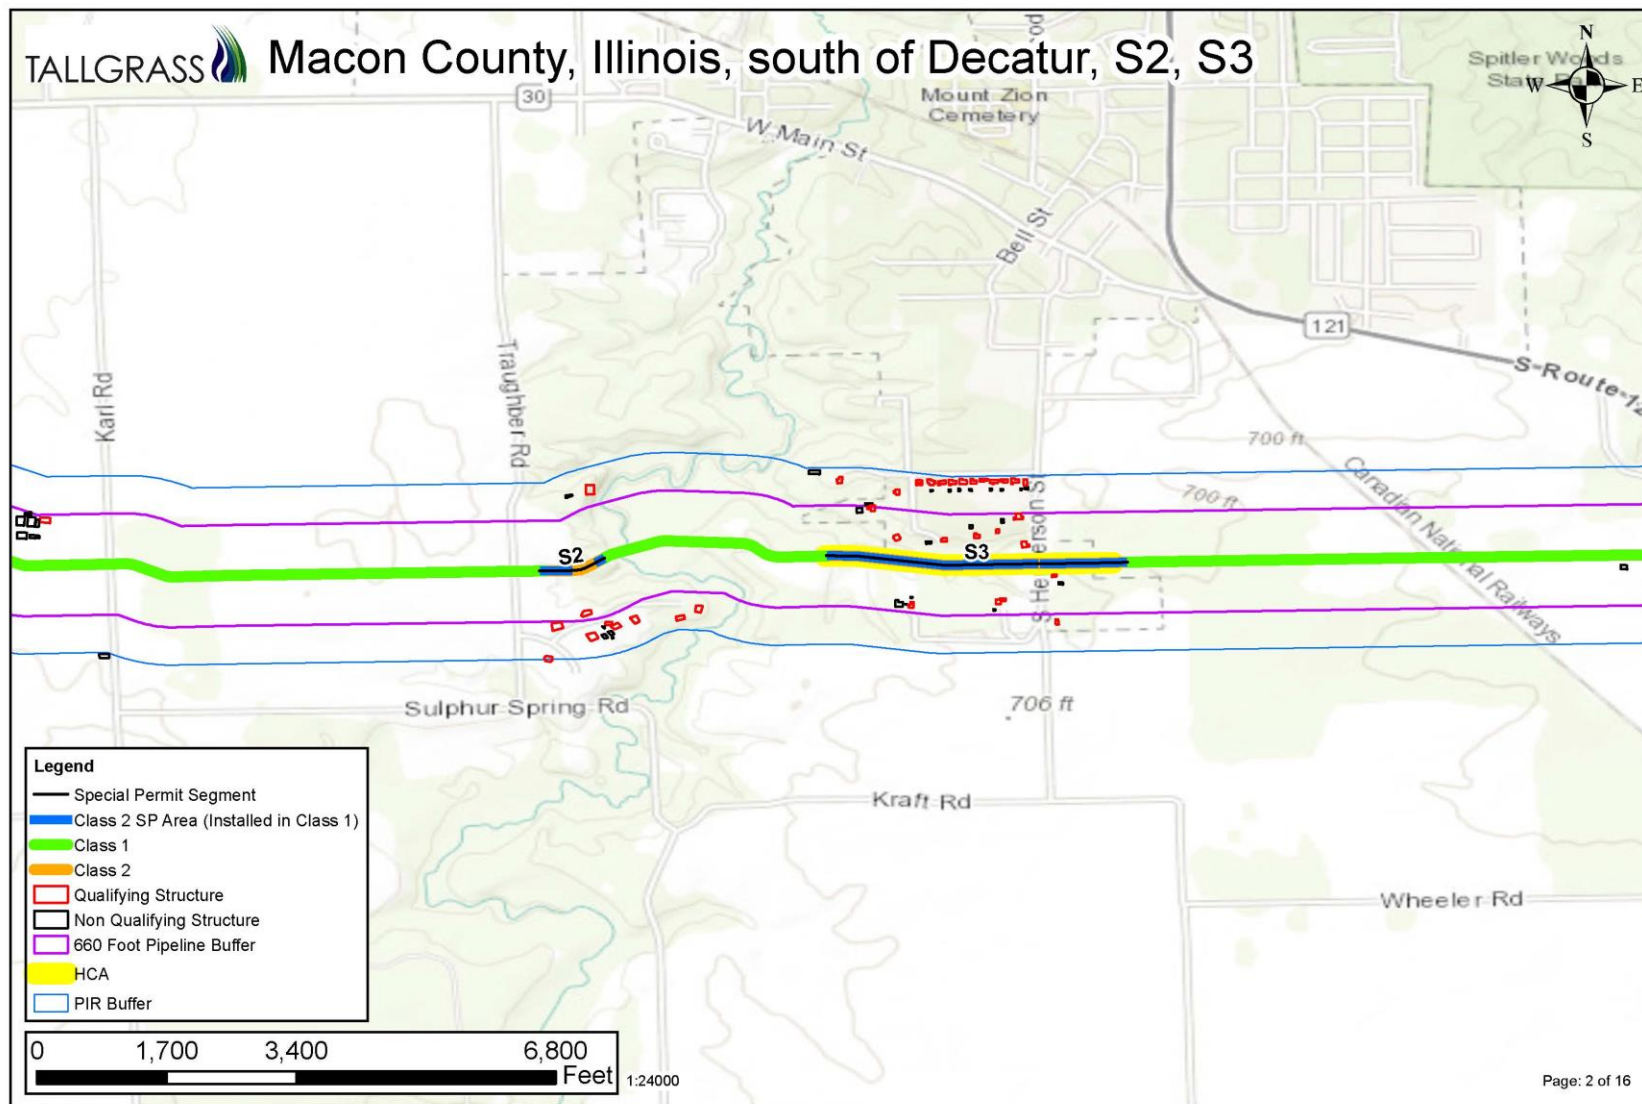 TALLGRASS
Macon County, Illinois, south of Decatur, S2, S3
N
W
E
S
30
Mount Zion
Cemetery
W Main St
Bell St
121
S-Route-12
Karl Rd
Traughber Rd
700 ft
700 ft
Canadian National Railways
S2
S3
Sulphur Spring Rd
706 ft
Kraft Rd
Wheeler Rd
Legend
Special Permit Segment
Class 2 SP Area (Installed in Class 1)
Class 1
Class 2
Qualifying Structure
Non Qualifying Structure
660 Foot Pipeline Buffer
HCA
PIR Buffer
0 1,700 3,400 6,800
Feet
1:24000
Page: 2 of 16